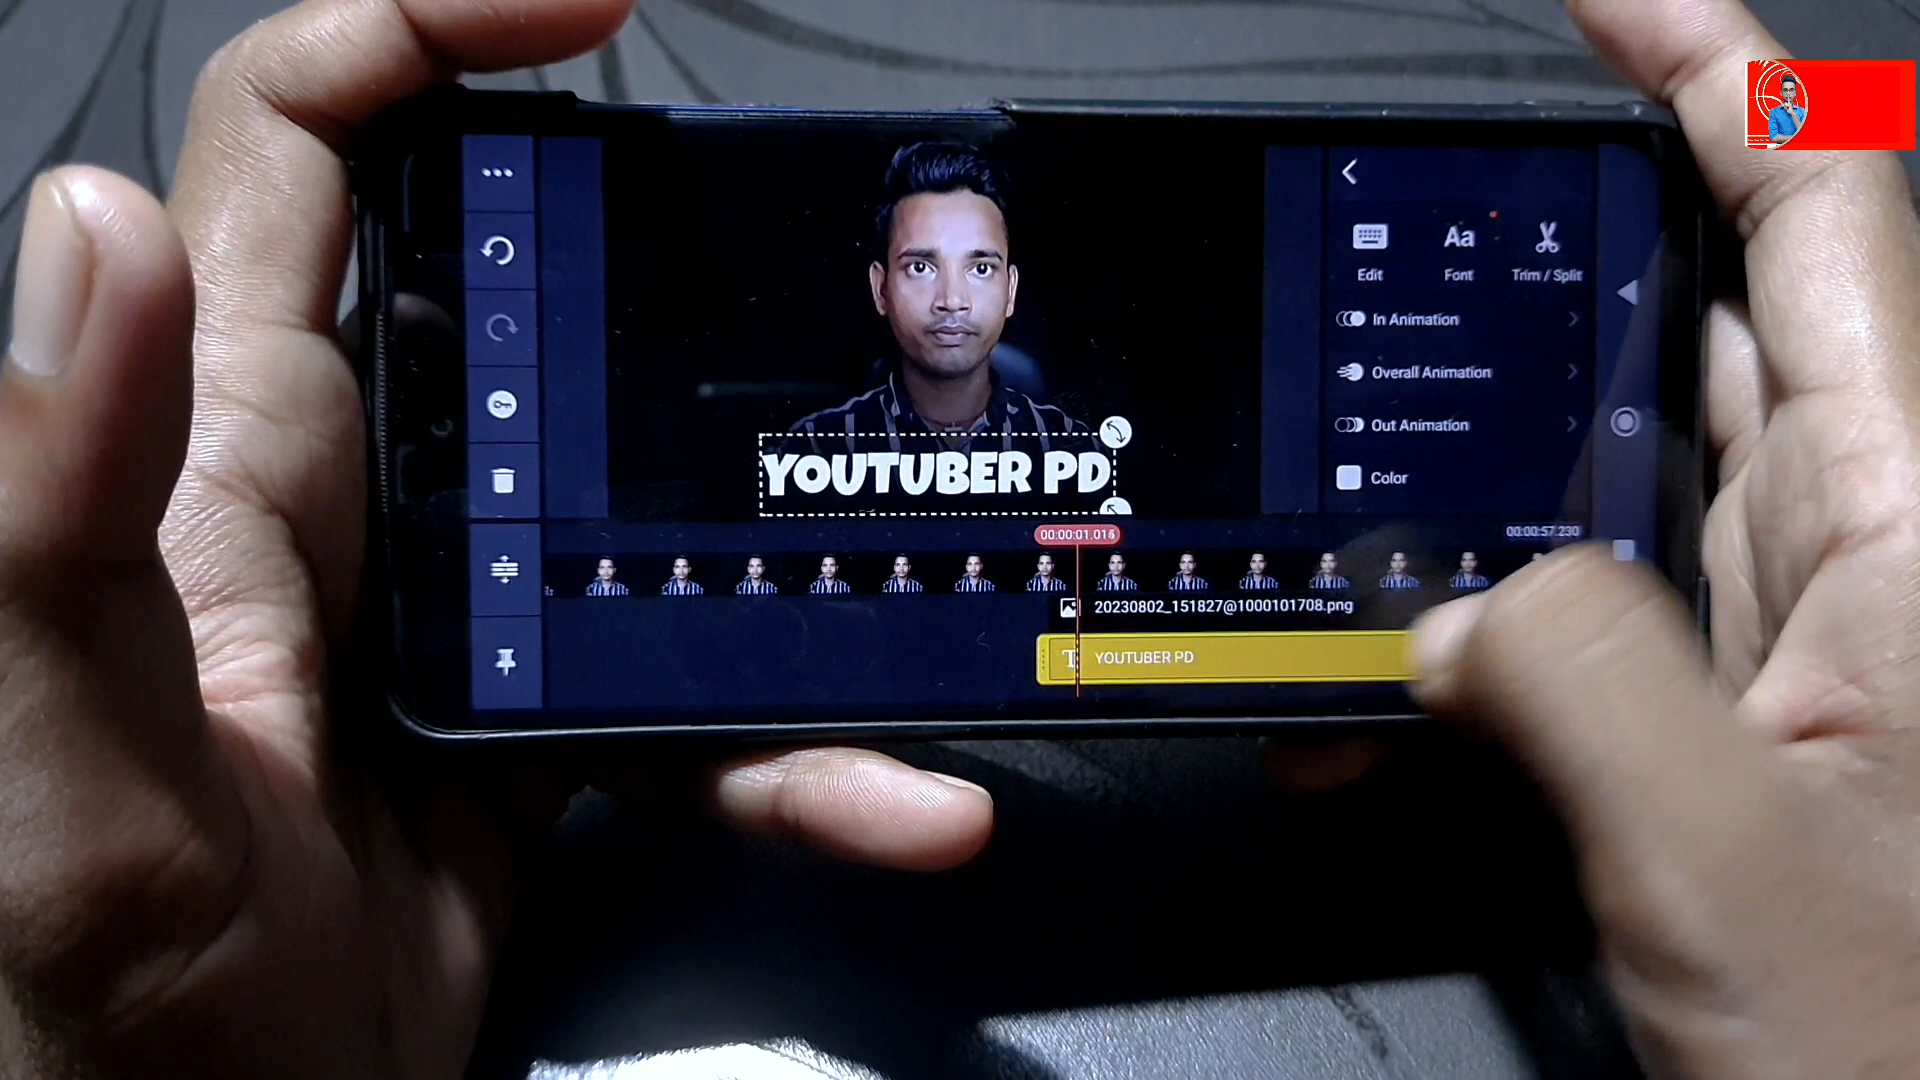 Edit
Aa
Font
Trim / Split
In Animation
Overall Animation
Out Animation
Color
YOUTUBER PD
00:00:01.015
00:00:57.230
20230802_151827@1000101708.png
T YOUTUBER PD